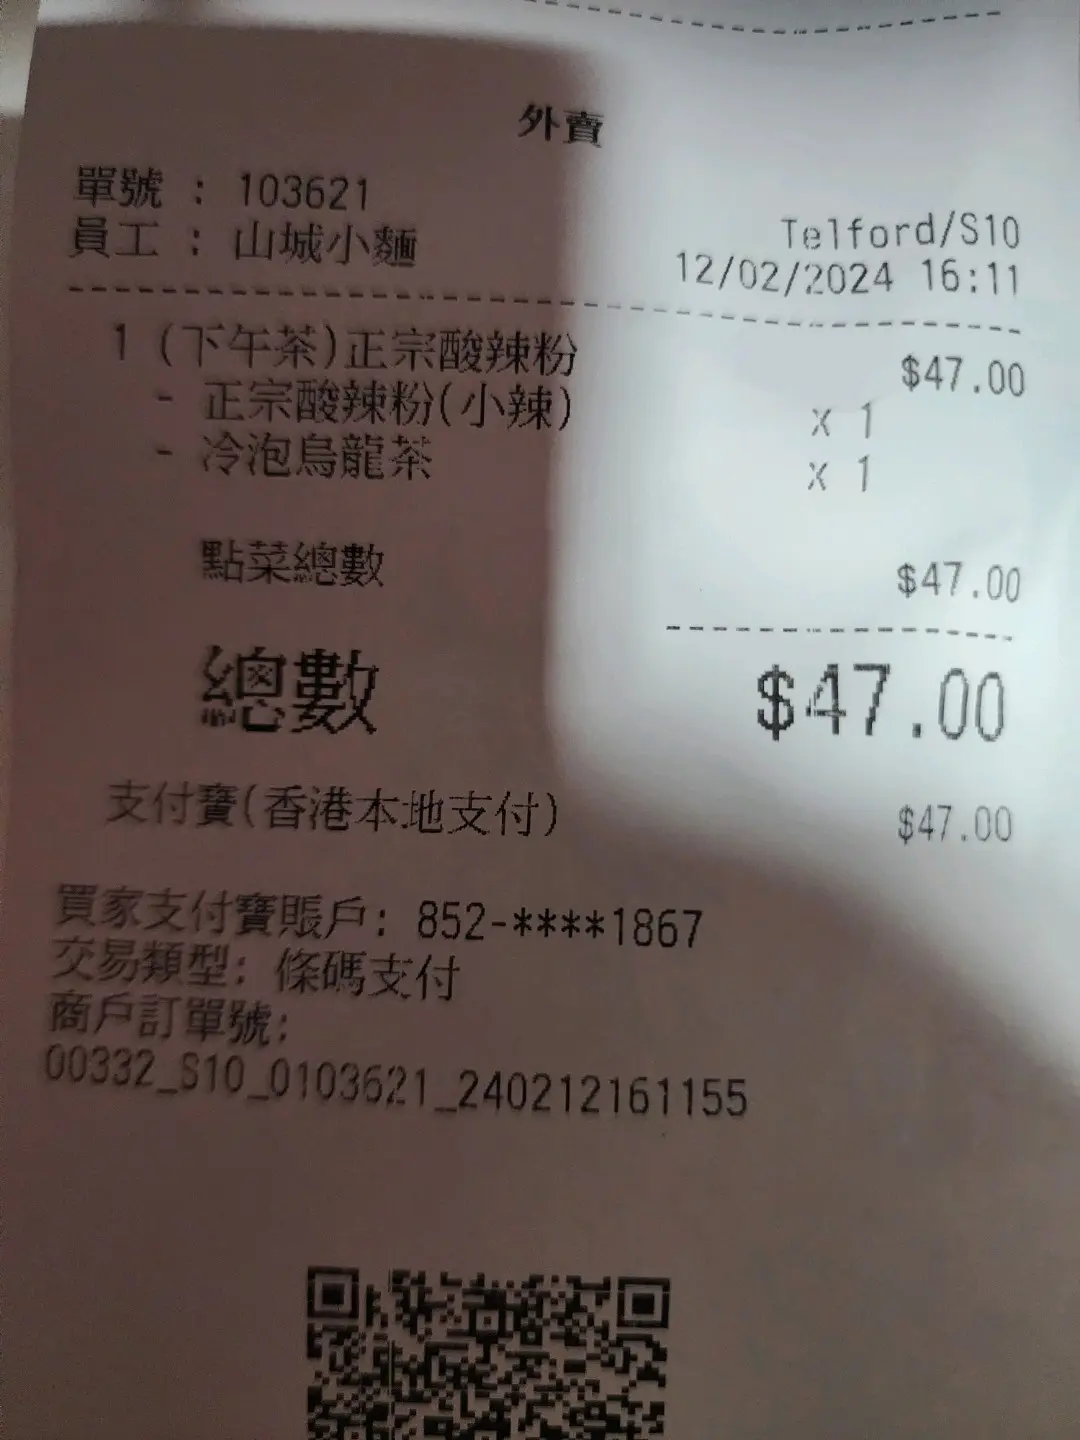 外賣
單號 : 103621
員工 : 山城小麵
Telford/S10
12/02/2024 16:11
1 (下午茶)正宗酸辣粉 $47.00
- 正宗酸辣粉(小辣) x 1
- 冷泡烏龍茶 x 1
點菜總數 $47.00
總數 $47.00
支付寶(香港本地支付) $47.00
買家支付寶賬戶: 852-****1867
交易類型: 條碼支付
商戶訂單號:
00332_S10_0103621_240212161155